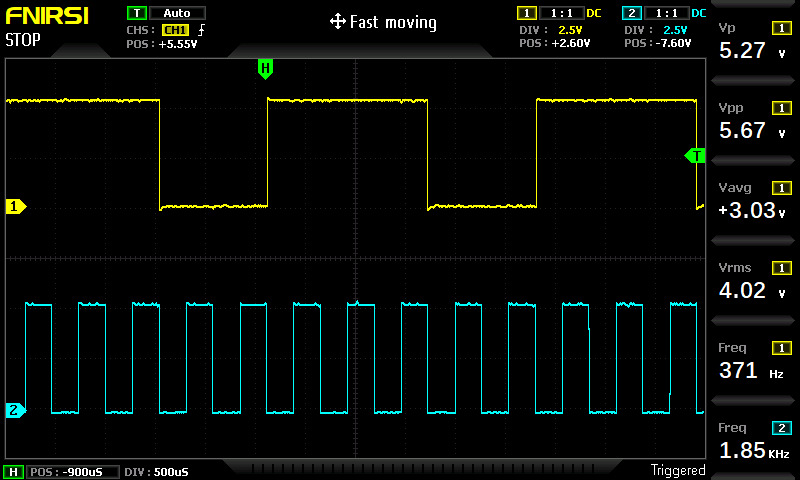 FNIRSI
STOP
T Auto
CHS: CH1
POS: +5.55V
Fast moving
1 1:1 DC
DIV: 2.5V
POS: +2.60V
2 1:1 DC
DIV: 2.5V
POS: -7.60V
H
T
1
2
Vp 1
5.27 V
Vpp 1
5.67 V
Vavg 1
+3.03 V
Vrms 1
4.02 V
Freq 1
371 Hz
Freq 2
1.85 KHz
H POS: -900uS DIV: 500uS
Triggered